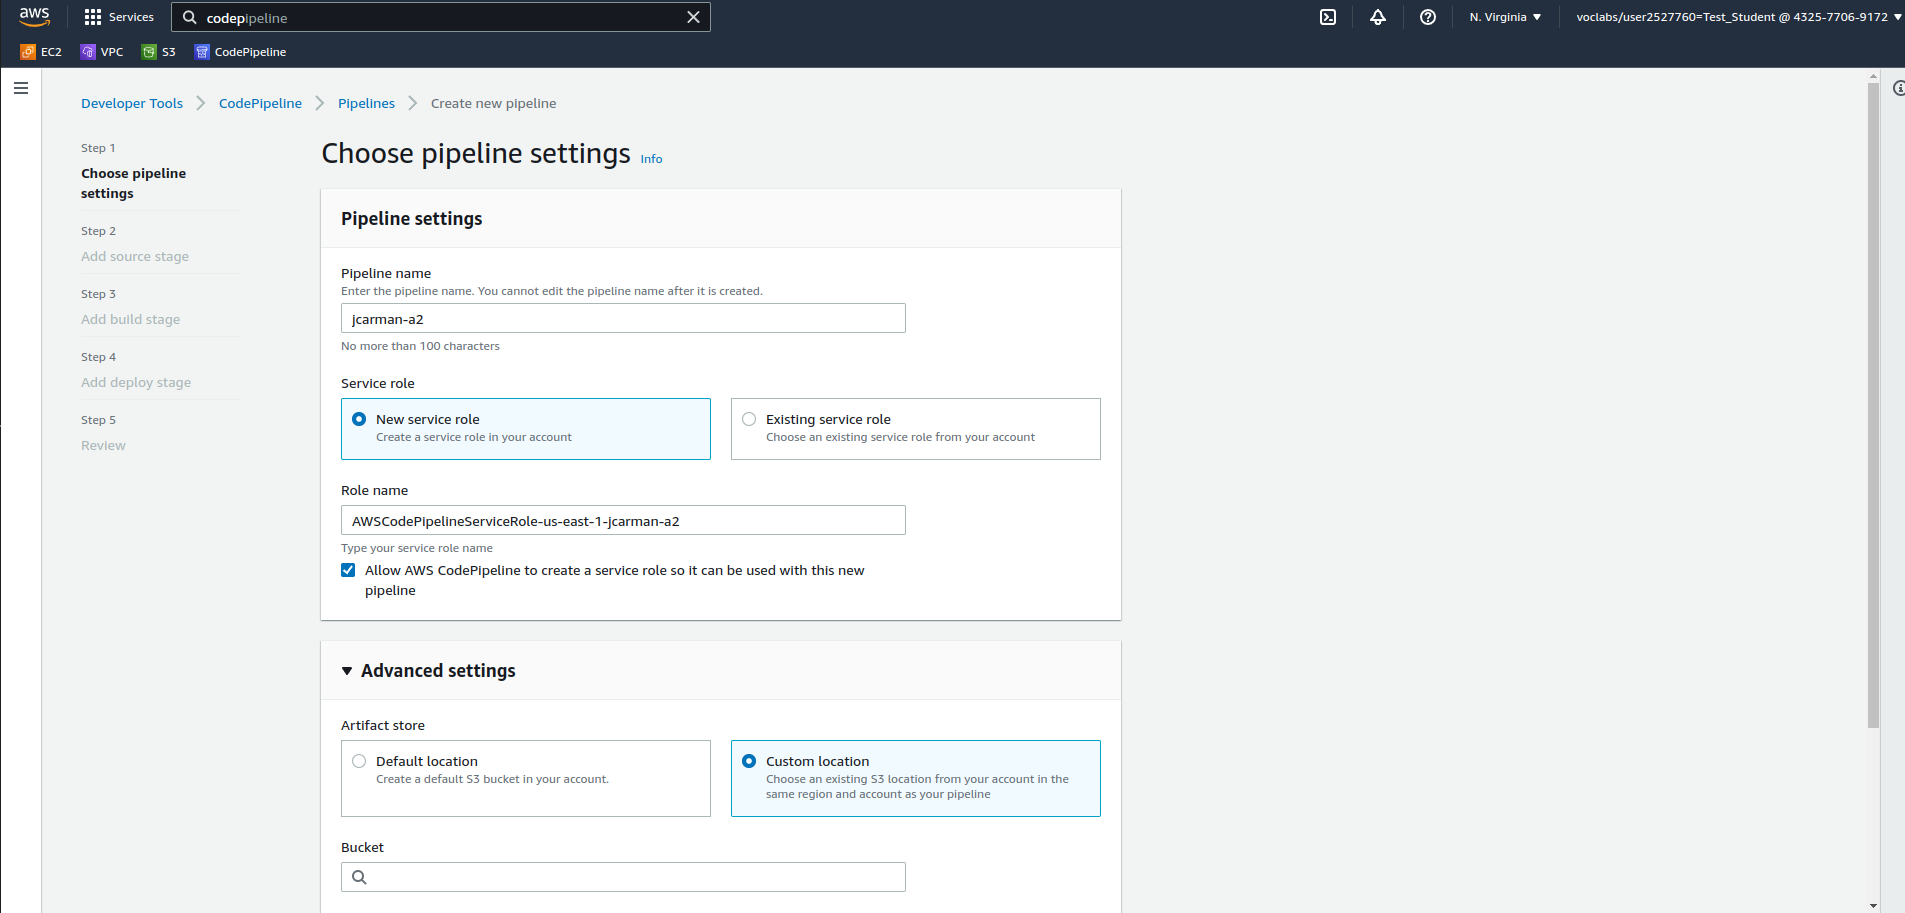 aws
Services
codepipeline
N. Virginia
voclabs/user2527760=Test_Student @ 4325-7706-9172
EC2
VPC
S3
CodePipeline
Developer Tools
CodePipeline
Pipelines
Create new pipeline
Step 1
Choose pipeline
settings
Step 2
Add source stage
Step 3
Add build stage
Step 4
Add deploy stage
Step 5
Review
Choose pipeline settings Info
Pipeline settings
Pipeline name
Enter the pipeline name. You cannot edit the pipeline name after it is created.
jcarman-a2
No more than 100 characters
Service role
New service role
Create a service role in your account
Existing service role
Choose an existing service role from your account
Role name
AWSCodePipelineServiceRole-us-east-1-jcarman-a2
Type your service role name
Allow AWS CodePipeline to create a service role so it can be used with this new
pipeline
Advanced settings
Artifact store
Default location
Create a default S3 bucket in your account.
Custom location
Choose an existing S3 location from your account in the
same region and account as your pipeline
Bucket